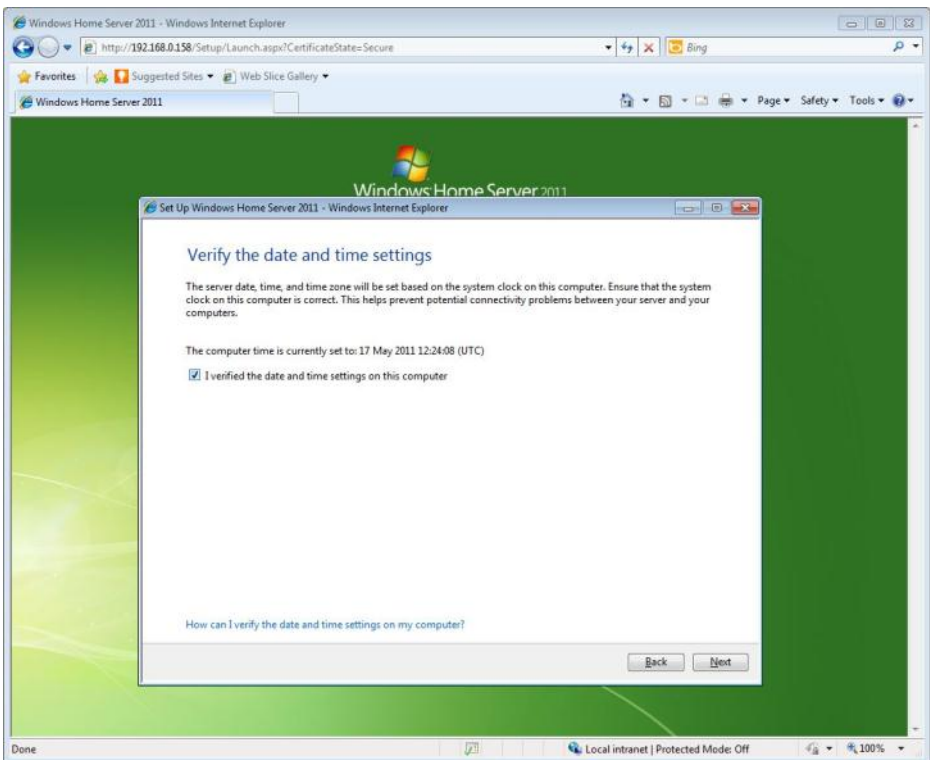 Windows Home Server 2011 - Windows Internet Explorer
http://192.168.0.158/Setup/Launch.aspx?CertificateState=Secure
Bing
Favorites
Suggested Sites
Web Slice Gallery
Windows Home Server 2011
Page
Safety
Tools
Windows Home Server 2011
Set Up Windows Home Server 2011 - Windows Internet Explorer
Verify the date and time settings
The server date, time, and time zone will be set based on the system clock on this computer. Ensure that the system
clock on this computer is correct. This helps prevent potential connectivity problems between your server and your
computers.
The computer time is currently set to: 17 May 2011 12:24:08 (UTC)
I verified the date and time settings on this computer
How can I verify the date and time settings on my computer?
Back
Next
Done
Local intranet | Protected Mode: Off
100%